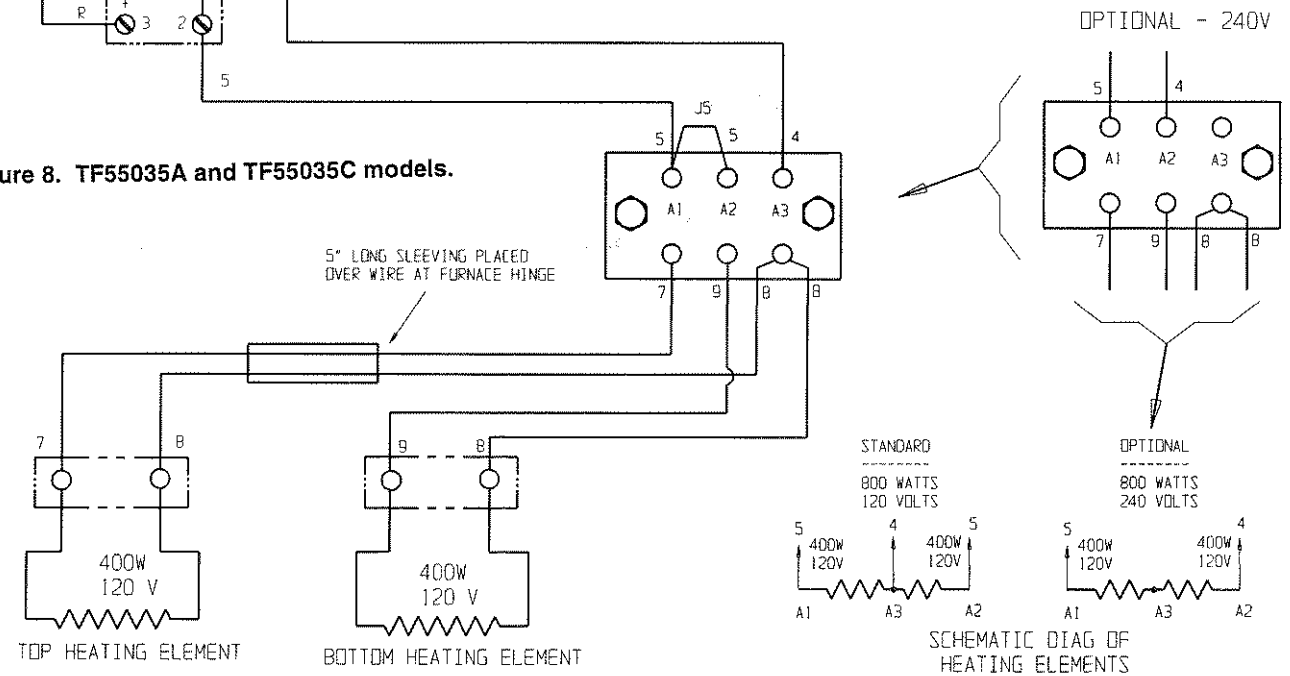 OPTIONAL - 240V
R
+
3
2
5
J5
5
5
4
5
4
A1
A2
A3
A1
A2
A3
ure 8. TF55035A and TF55035C models.
5" LONG SLEEVING PLACED
OVER WIRE AT FURNACE HINGE
7
9
8
8
7
9
8
8
7
8
9
8
400W
120 V
TOP HEATING ELEMENT
400W
120 V
BOTTOM HEATING ELEMENT
STANDARD
800 WATTS
120 VOLTS
5
4
5
400W
120V
400W
120V
A1
A3
A2
OPTIONAL
800 WATTS
240 VOLTS
5
4
400W
120V
400W
120V
A1
A3
A2
SCHEMATIC DIAG OF
HEATING ELEMENTS